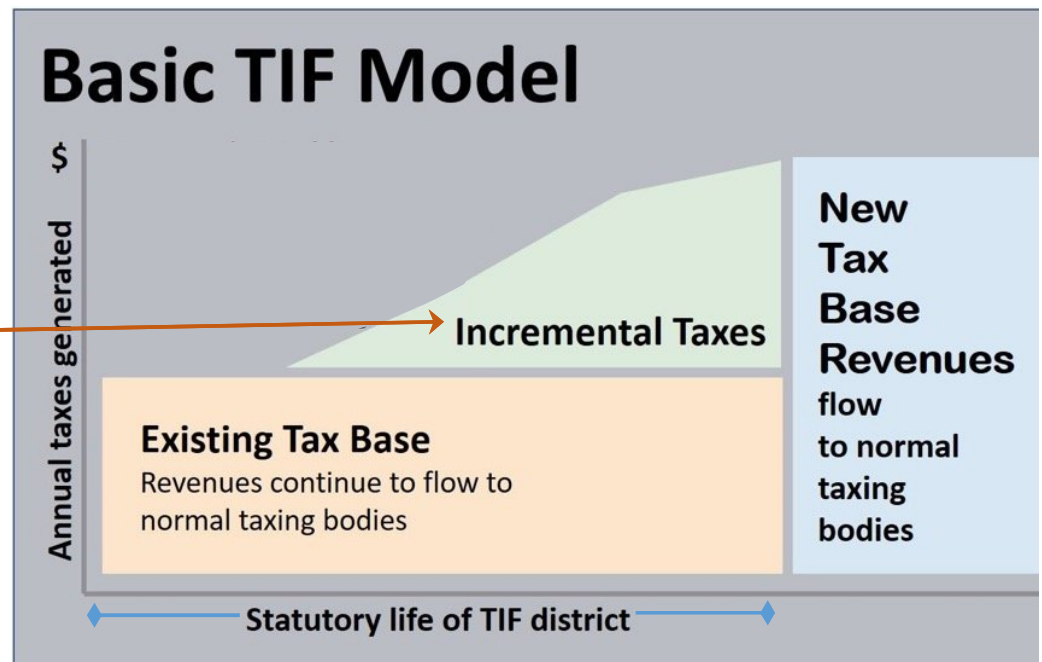 Basic TIF Model
$
Annual taxes generated
Incremental Taxes
Existing Tax Base
Revenues continue to flow to
normal taxing bodies
New
Tax
Base
Revenues
flow
to normal
taxing
bodies
Statutory life of TIF district